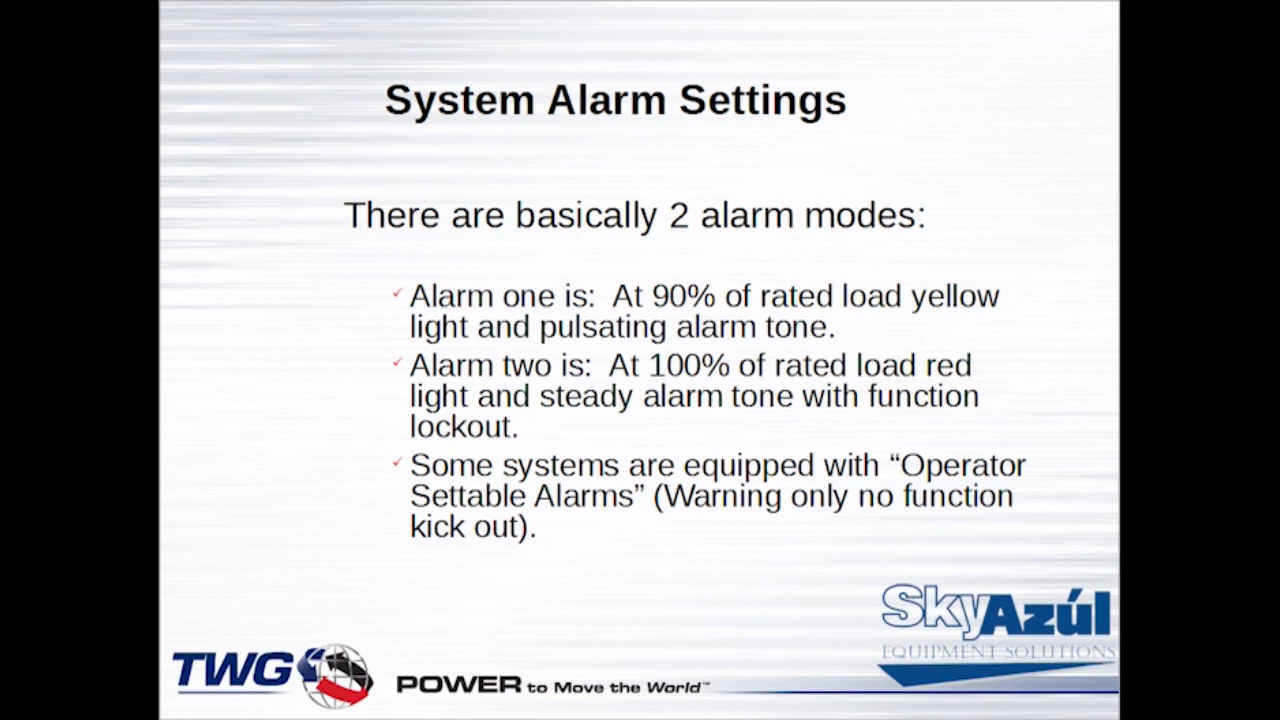 System Alarm Settings
There are basically 2 alarm modes:
Alarm one is:  At 90% of rated load yellow
light and pulsating alarm tone.
Alarm two is:  At 100% of rated load red
light and steady alarm tone with function
lockout.
Some systems are equipped with “Operator
Settable Alarms” (Warning only no function
kick out).
SkyAzúl
EQUIPMENT SOLUTIONS
TWG
POWER to Move the World™